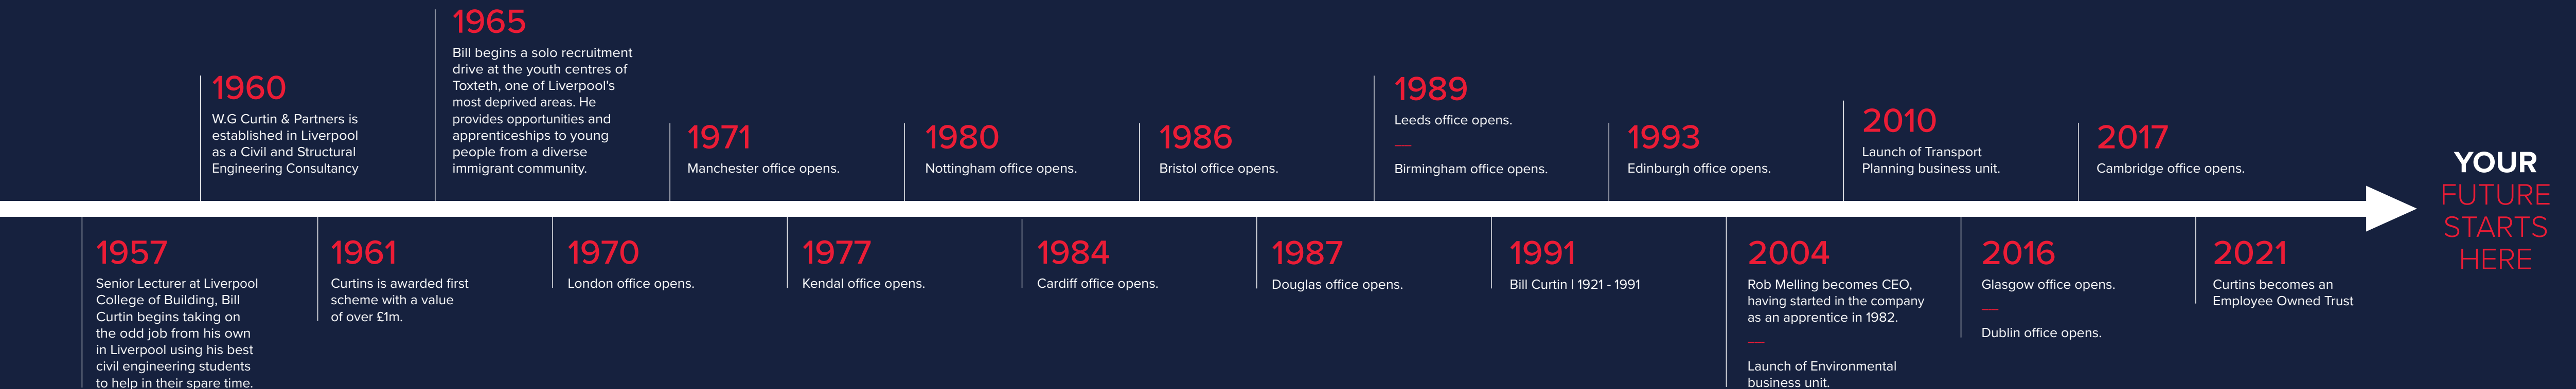 1957
Senior Lecturer at Liverpool
College of Building, Bill
Curtin begins taking on
the odd job from his own
in Liverpool using his best
civil engineering students
to help in their spare time.
1960
W.G Curtin & Partners is
established in Liverpool
as a Civil and Structural
Engineering Consultancy
1961
Curtins is awarded first
scheme with a value
of over £1m.
1965
Bill begins a solo recruitment
drive at the youth centres of
Toxteth, one of Liverpool's
most deprived areas. He
provides opportunities and
apprenticeships to young
people from a diverse
immigrant community.
1970
London office opens.
1971
Manchester office opens.
1977
Kendal office opens.
1980
Nottingham office opens.
1984
Cardiff office opens.
1986
Bristol office opens.
1987
Douglas office opens.
1989
Leeds office opens.
Birmingham office opens.
1991
Bill Curtin | 1921 - 1991
1993
Edinburgh office opens.
2004
Rob Melling becomes CEO,
having started in the company
as an apprentice in 1982.
Launch of Environmental
business unit.
2010
Launch of Transport
Planning business unit.
2016
Glasgow office opens.
Dublin office opens.
2017
Cambridge office opens.
2021
Curtins becomes an
Employee Owned Trust
YOUR
FUTURE
STARTS
HERE